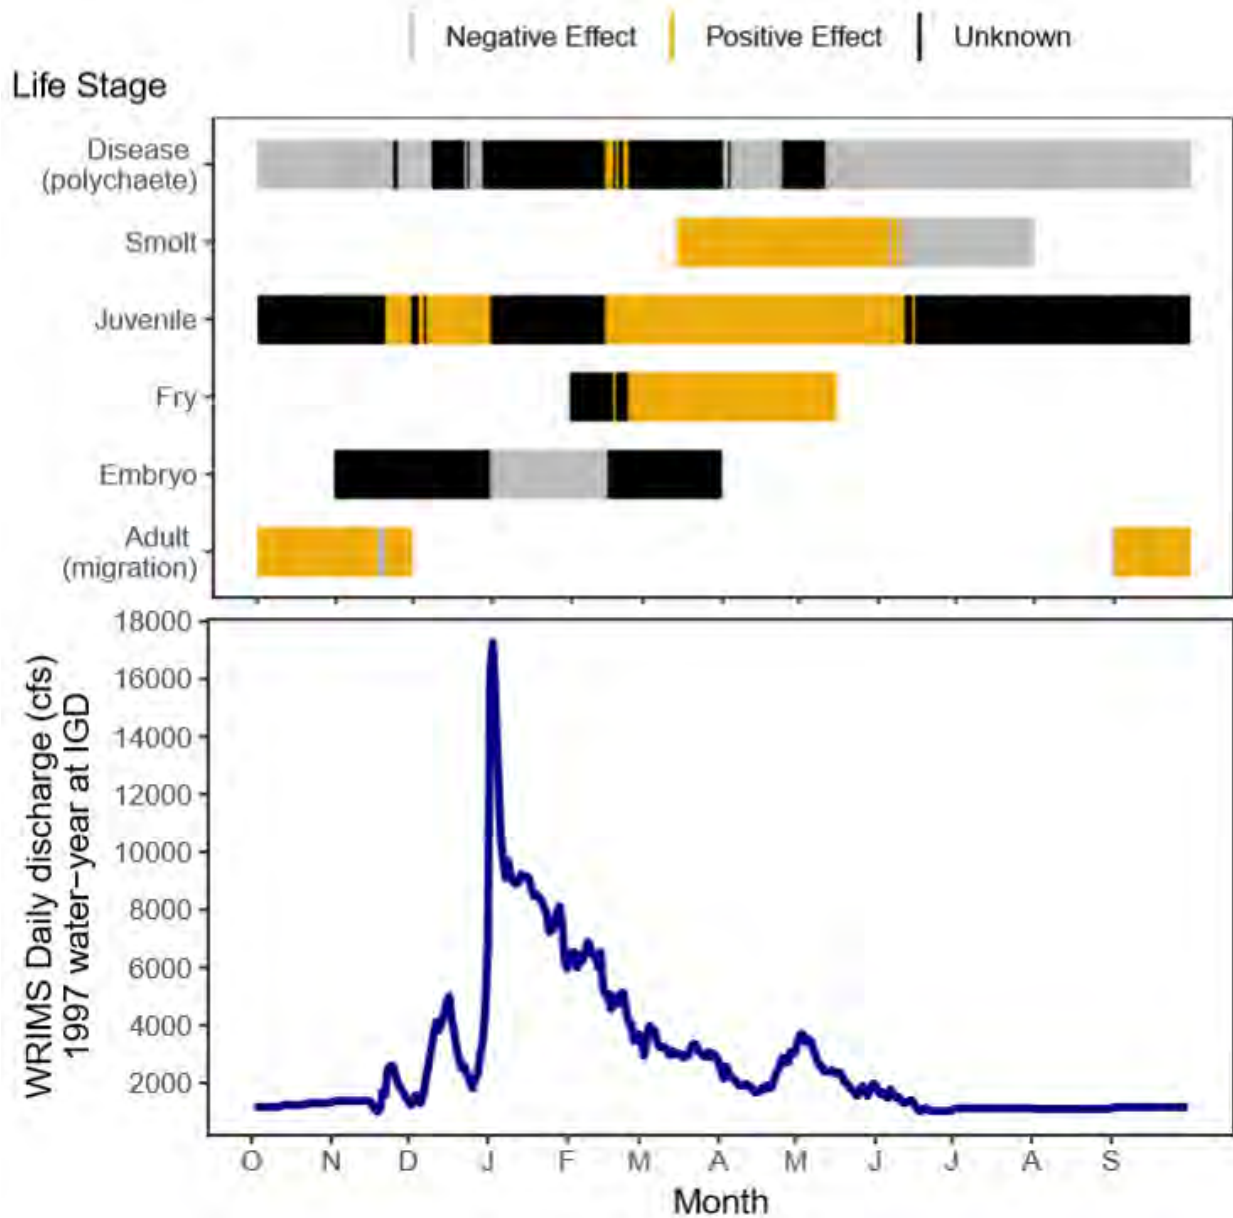 Negative Effect Positive Effect Unknown
Life Stage
Disease
(polychaete)
Smolt
Juvenile
Fry
Embryo
Adult
(migration)
18000
16000
14000
12000
10000
8000
6000
4000
2000
WRIMS Daily discharge (cfs)
1997 water-year at IGD
O N D J F M A M J J A S
Month